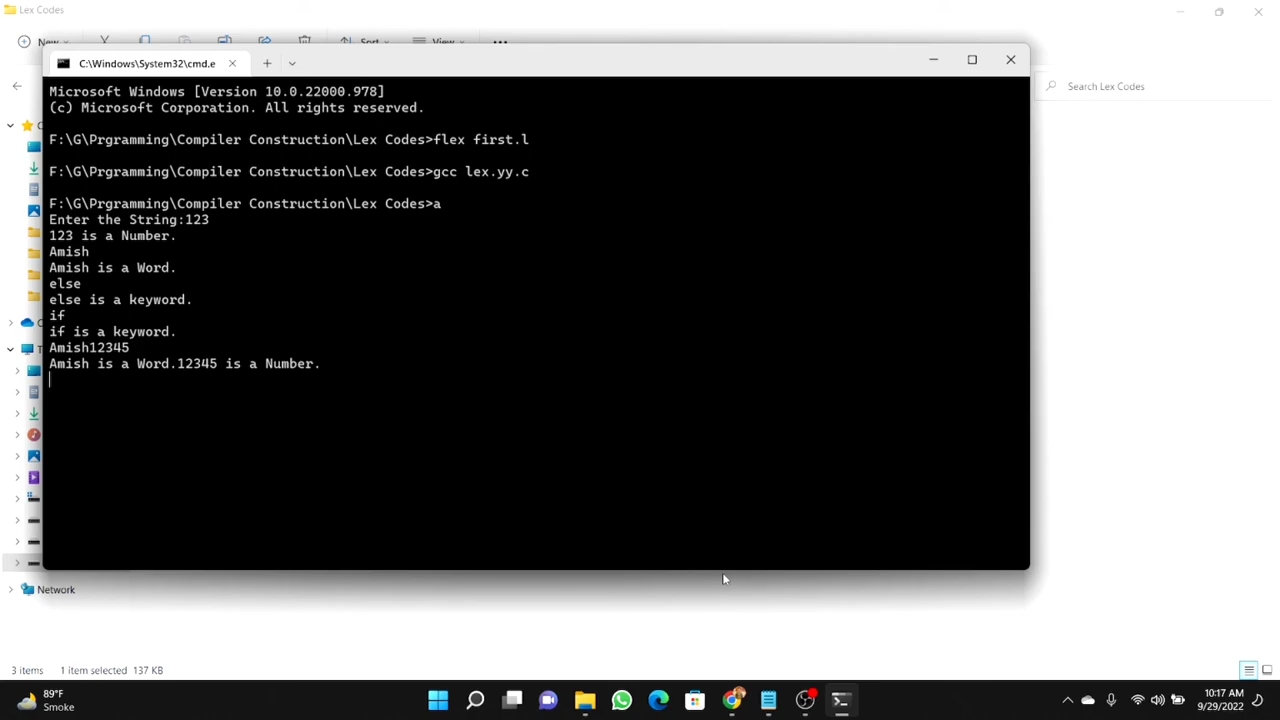 Lex Codes
New
Sort
View
C:\Windows\System32\cmd.e
Search Lex Codes
Microsoft Windows [Version 10.0.22000.978]
(c) Microsoft Corporation. All rights reserved.
F:\G\Prgramming\Compiler Construction\Lex Codes>flex first.l
F:\G\Prgramming\Compiler Construction\Lex Codes>gcc lex.yy.c
F:\G\Prgramming\Compiler Construction\Lex Codes>a
Enter the String:123
123 is a Number.
Amish
Amish is a Word.
else
else is a keyword.
if
if is a keyword.
Amish12345
Amish is a Word.12345 is a Number.
Network
3 items 1 item selected 137 KB
89°F
Smoke
10:17 AM
9/29/2022